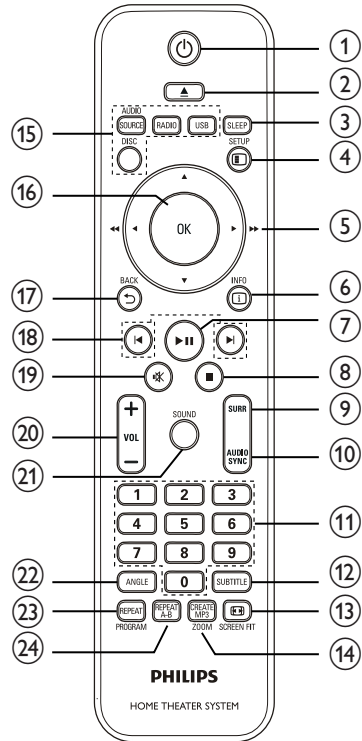 1
2
AUDIO
SOURCE RADIO USB SLEEP
3
15
DISC
SETUP
4
16
OK
5
BACK
INFO
6
17
7
18
8
19
SURR
9
VOL
20
SOUND
AUDIO
SYNC
10
21
1 2 3
4 5 6
11
7 8 9
22
ANGLE 0 SUBTITLE
12
23
REPEAT
REPEAT
A-B
CREATE
MP3
13
PROGRAM
ZOOM
SCREEN FIT
24
14
PHILIPS
HOME THEATER SYSTEM